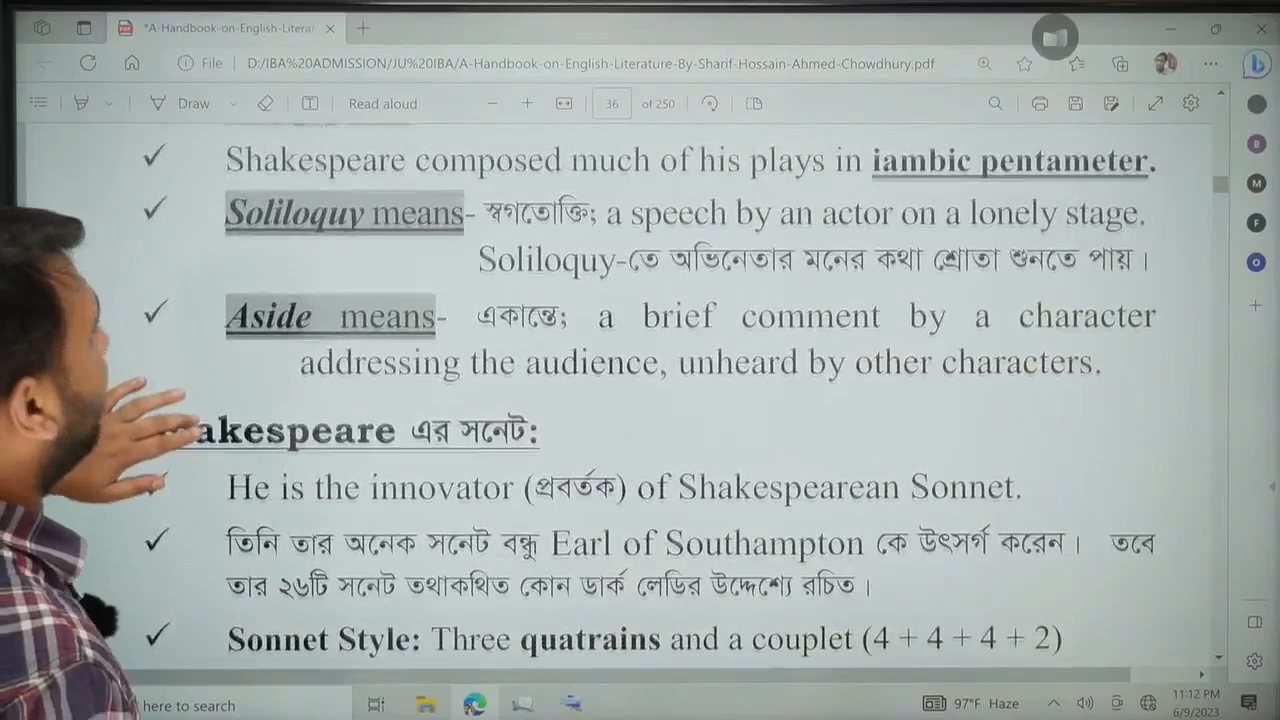 *A-Handbook-on-English-Literar
File D:/IBA%20ADMISSION/JU%20IBA/A-Handbook-on-English-Literature-By-Sharif-Hossain-Ahmed-Chowdhury.pdf
Draw Read aloud 36 of 250
✓ Shakespeare composed much of his plays in iambic pentameter.
✓ Soliloquy means- স্বগতোক্তি; a speech by an actor on a lonely stage.
Soliloquy-তে অভিনেতার মনের কথা শ্রোতা শুনতে পায়।
✓ Aside means- একান্তে; a brief comment by a character
addressing the audience, unheard by other characters.
akespeare এর সনেট:
He is the innovator (প্রবর্তক) of Shakespearean Sonnet.
✓ তিনি তার অনেক সনেট বন্ধু Earl of Southampton কে উৎসর্গ করেন। তবে
তার ২৬টি সনেট তথাকথিত কোন ডার্ক লেডির উদ্দেশ্যে রচিত।
✓ Sonnet Style: Three quatrains and a couplet (4 + 4 + 4 + 2)
here to search
97°F Haze
11:12 PM
6/9/2023